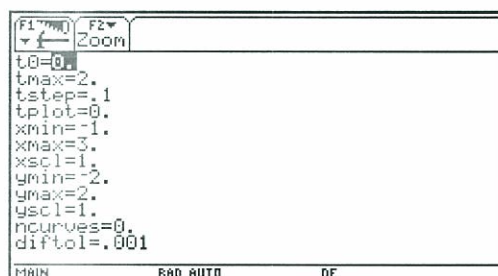 F1 F2
Zoom
t0=0.
tmax=2.
tstep=.1
tplot=0.
xmin=-1.
xmax=3.
xscl=1.
ymin=-2.
ymax=2.
yscl=1.
ncurves=0.
diftol=.001
MAIN RAD AUTO DE